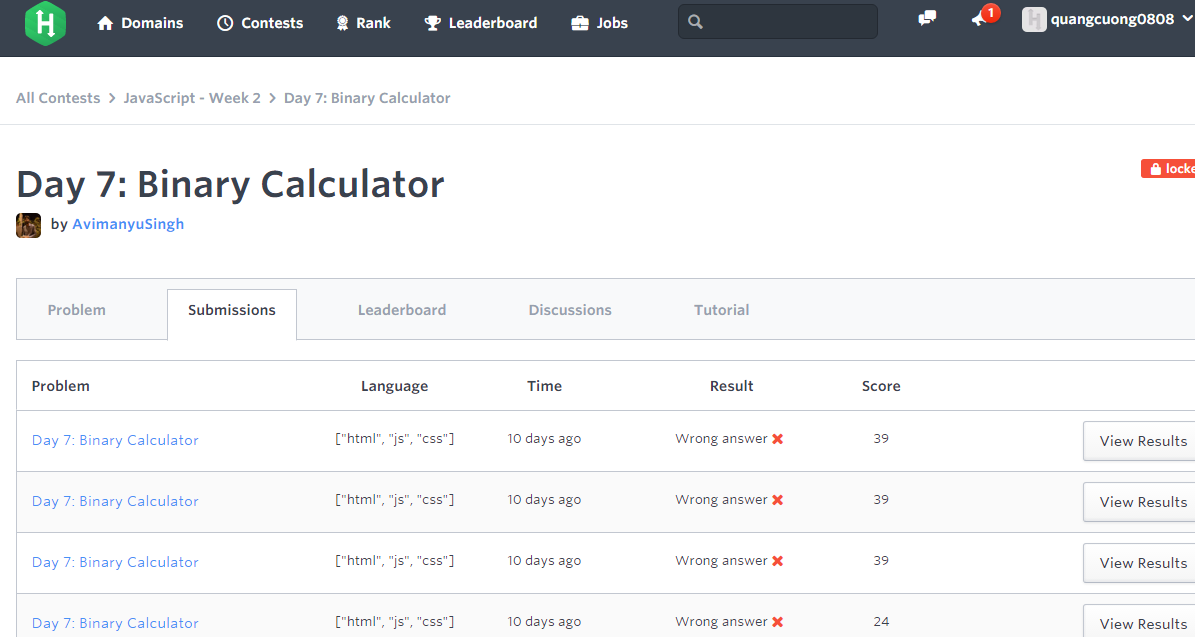 H Domains Contests Rank Leaderboard Jobs 1 H quangcuong0808
All Contests > JavaScript - Week 2 > Day 7: Binary Calculator
Day 7: Binary Calculator
locke
by AvimanyuSingh
Problem Submissions Leaderboard Discussions Tutorial
Problem Language Time Result Score
Day 7: Binary Calculator ["html", "js", "css"] 10 days ago Wrong answer 39 View Results
Day 7: Binary Calculator ["html", "js", "css"] 10 days ago Wrong answer 39 View Results
Day 7: Binary Calculator ["html", "js", "css"] 10 days ago Wrong answer 39 View Results
Day 7: Binary Calculator ["html", "js", "css"] 10 days ago Wrong answer 24 View Results